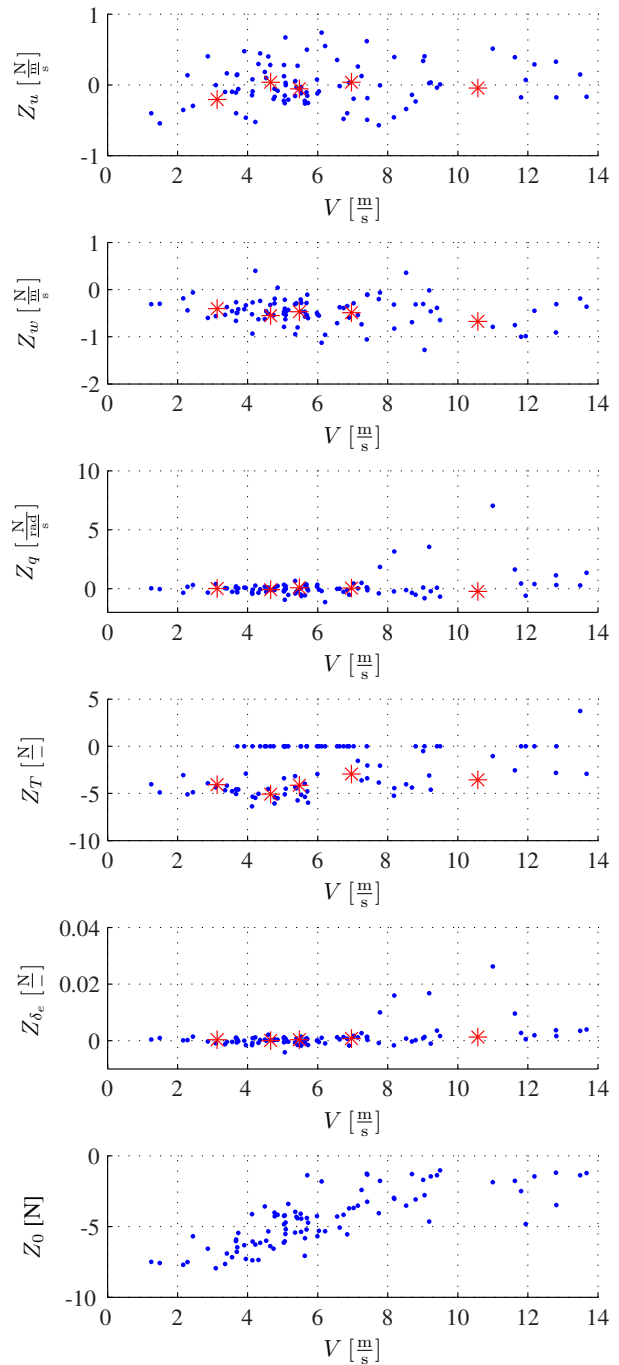 1
0
-1
Z_u [N / m/s]
0 2 4 6 8 10 12 14
V [m/s]
1
0
-1
-2
Z_w [N / m/s]
0 2 4 6 8 10 12 14
V [m/s]
10
5
0
Z_q [N / rad/s]
0 2 4 6 8 10 12 14
V [m/s]
5
0
-5
-10
Z_T [N/−]
0 2 4 6 8 10 12 14
V [m/s]
0.04
0.02
0
Z_{δ_e} [N/−]
0 2 4 6 8 10 12 14
V [m/s]
0
-5
-10
Z_0 [N]
0 2 4 6 8 10 12 14
V [m/s]